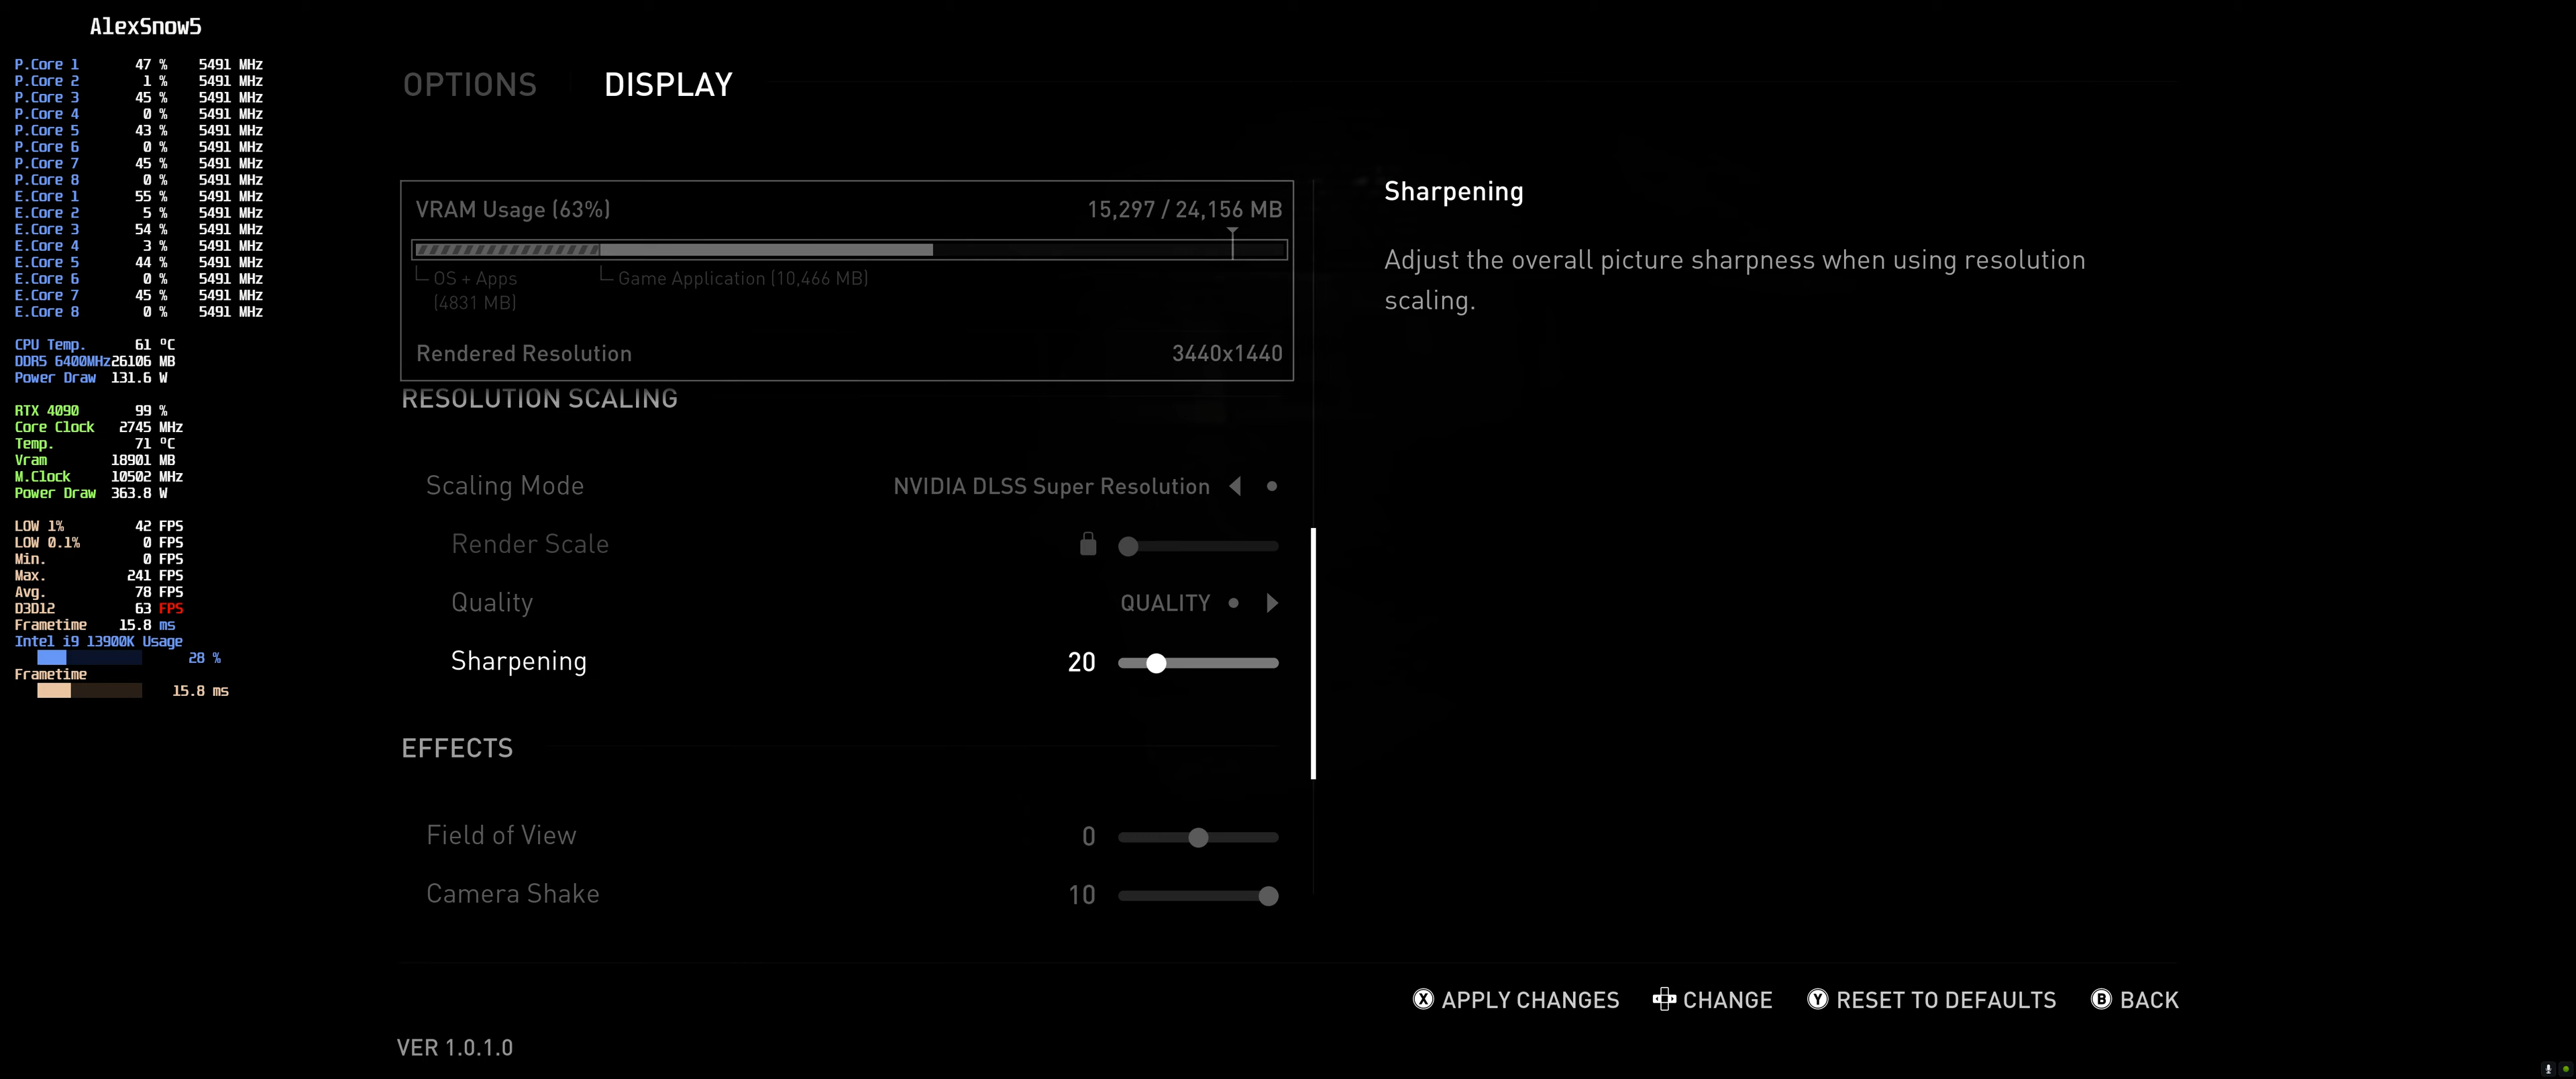 AlexSnow5
P.Core 1 47 % 5491 MHz
P.Core 2 1 % 5491 MHz
P.Core 3 45 % 5491 MHz
P.Core 4 0 % 5491 MHz
P.Core 5 43 % 5491 MHz
P.Core 6 0 % 5491 MHz
P.Core 7 45 % 5491 MHz
P.Core 8 0 % 5491 MHz
E.Core 1 55 % 5491 MHz
E.Core 2 5 % 5491 MHz
E.Core 3 54 % 5491 MHz
E.Core 4 3 % 5491 MHz
E.Core 5 44 % 5491 MHz
E.Core 6 0 % 5491 MHz
E.Core 7 45 % 5491 MHz
E.Core 8 0 % 5491 MHz
CPU Temp. 61 ºC
DDR5 6400MHz 26106 MB
Power Draw 131.6 W
RTX 4090 99 %
Core Clock 2745 MHz
Temp. 71 ºC
Vram 18901 MB
M.Clock 10502 MHz
Power Draw 363.8 W
LOW 1% 42 FPS
LOW 0.1% 0 FPS
Min. 0 FPS
Max. 241 FPS
Avg. 78 FPS
D3D12 63 FPS
Frametime 15.8 ms
Intel i9 13900K Usage
28 %
Frametime
15.8 ms
OPTIONS DISPLAY
VRAM Usage (63%) 15,297 / 24,156 MB
OS + Apps Game Application (10,466 MB)
(4831 MB)
Rendered Resolution 3440x1440
RESOLUTION SCALING
Scaling Mode NVIDIA DLSS Super Resolution
Render Scale
Quality QUALITY
Sharpening 20
EFFECTS
Field of View 0
Camera Shake 10
Sharpening
Adjust the overall picture sharpness when using resolution
scaling.
X APPLY CHANGES CHANGE Y RESET TO DEFAULTS B BACK
VER 1.0.1.0